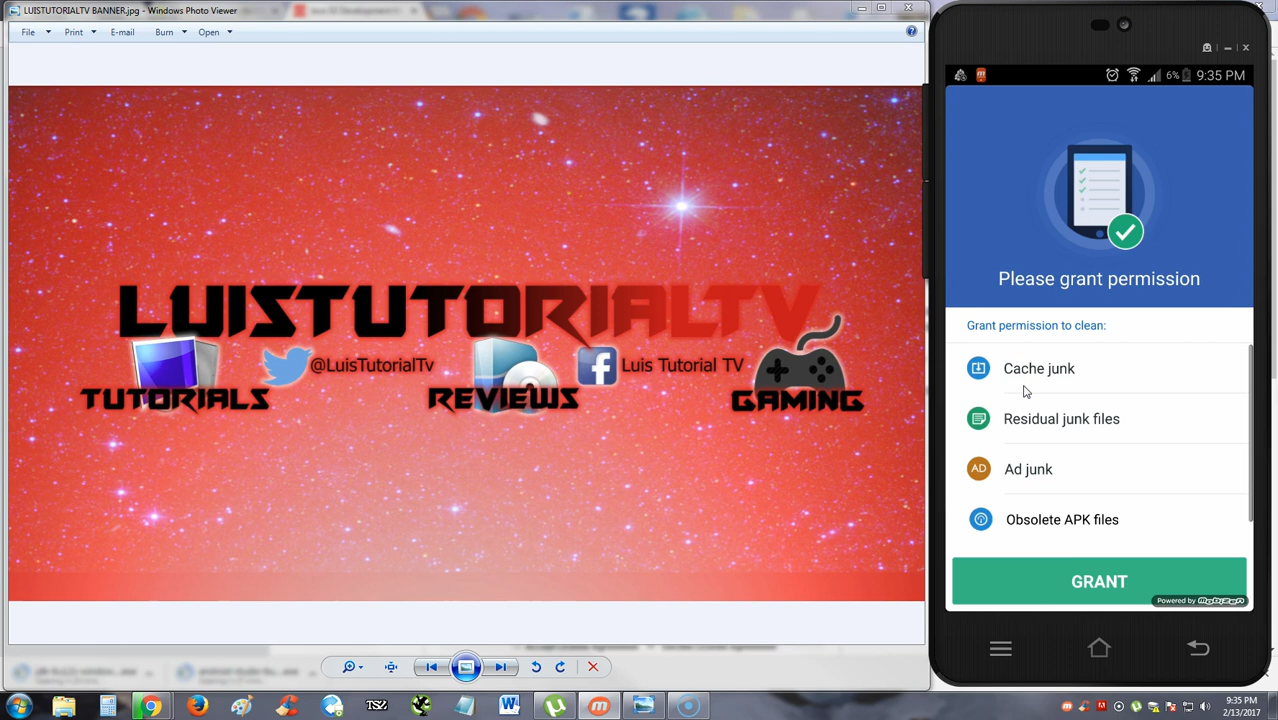 LUISTUTORIALTV BANNER.jpg - Windows Photo Viewer
File Print E-mail Burn Open
LUISTUTORIALTV
@LuisTutorialTv Luis Tutorial TV
TUTORIALS REVIEWS GAMING
6% 9:35 PM
Please grant permission
Grant permission to clean:
Cache junk
Residual junk files
AD Ad junk
Obsolete APK files
GRANT
Powered by mobizen
9:35 PM
2/13/2017